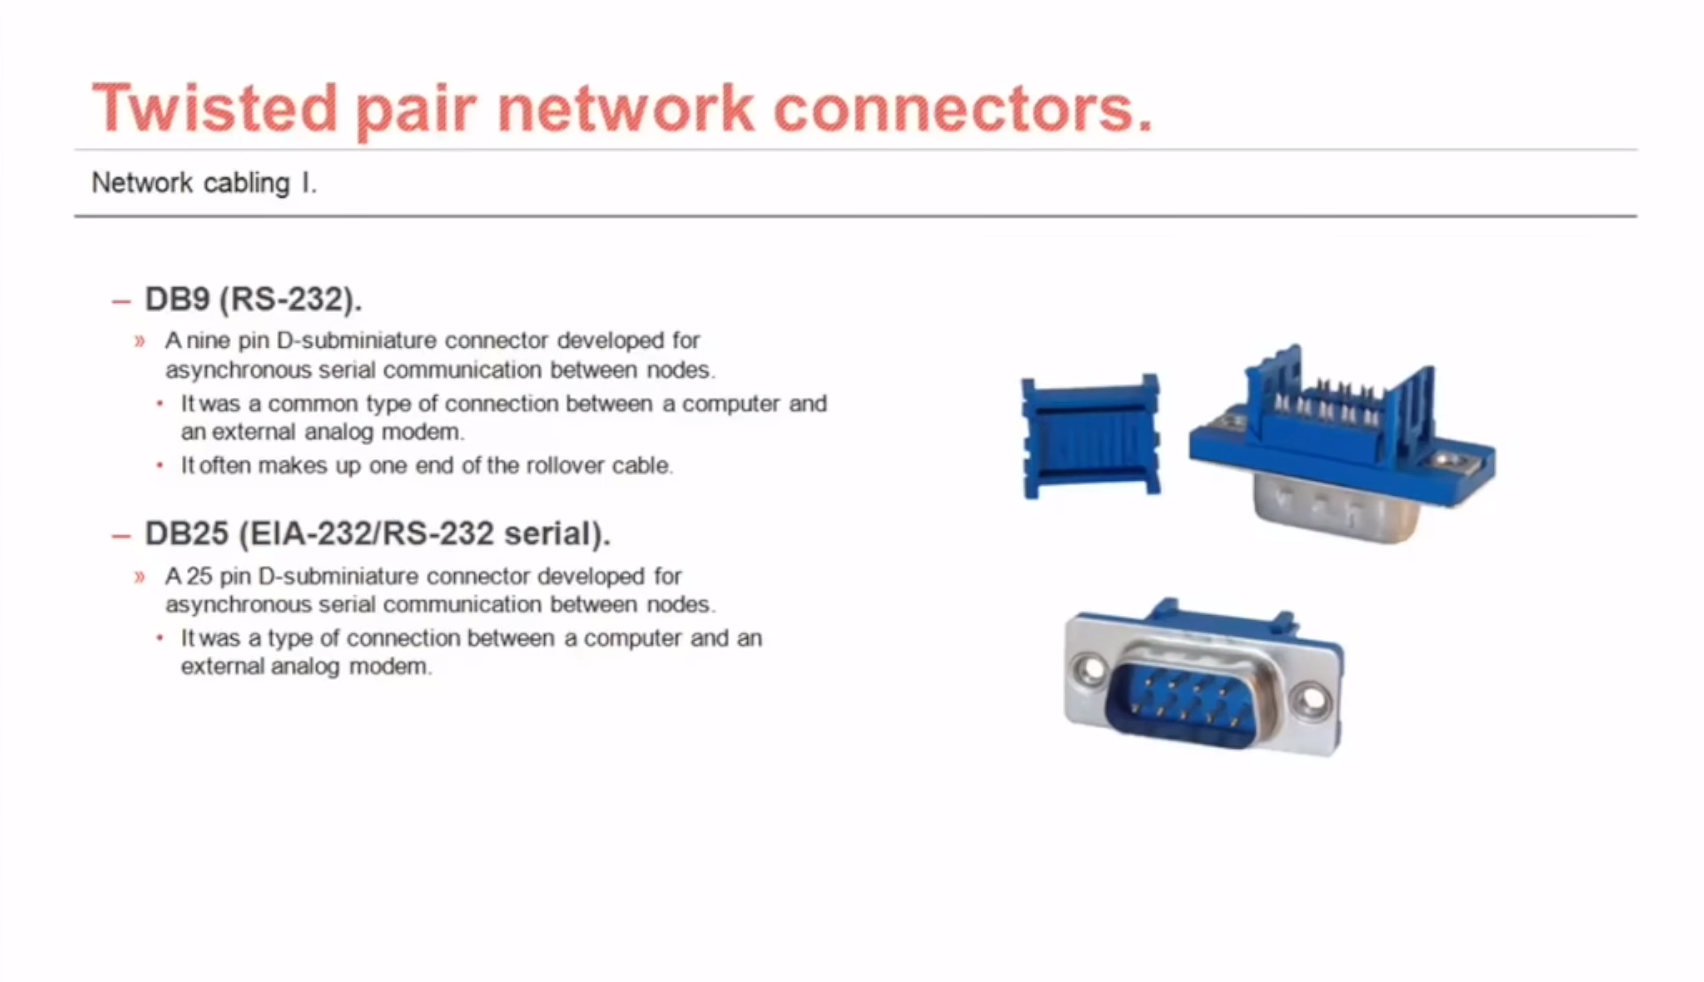 Twisted pair network connectors.
Network cabling I.
– DB9 (RS-232).
» A nine pin D-subminiature connector developed for
asynchronous serial communication between nodes.
• It was a common type of connection between a computer and
an external analog modem.
• It often makes up one end of the rollover cable.
– DB25 (EIA-232/RS-232 serial).
» A 25 pin D-subminiature connector developed for
asynchronous serial communication between nodes.
• It was a type of connection between a computer and an
external analog modem.